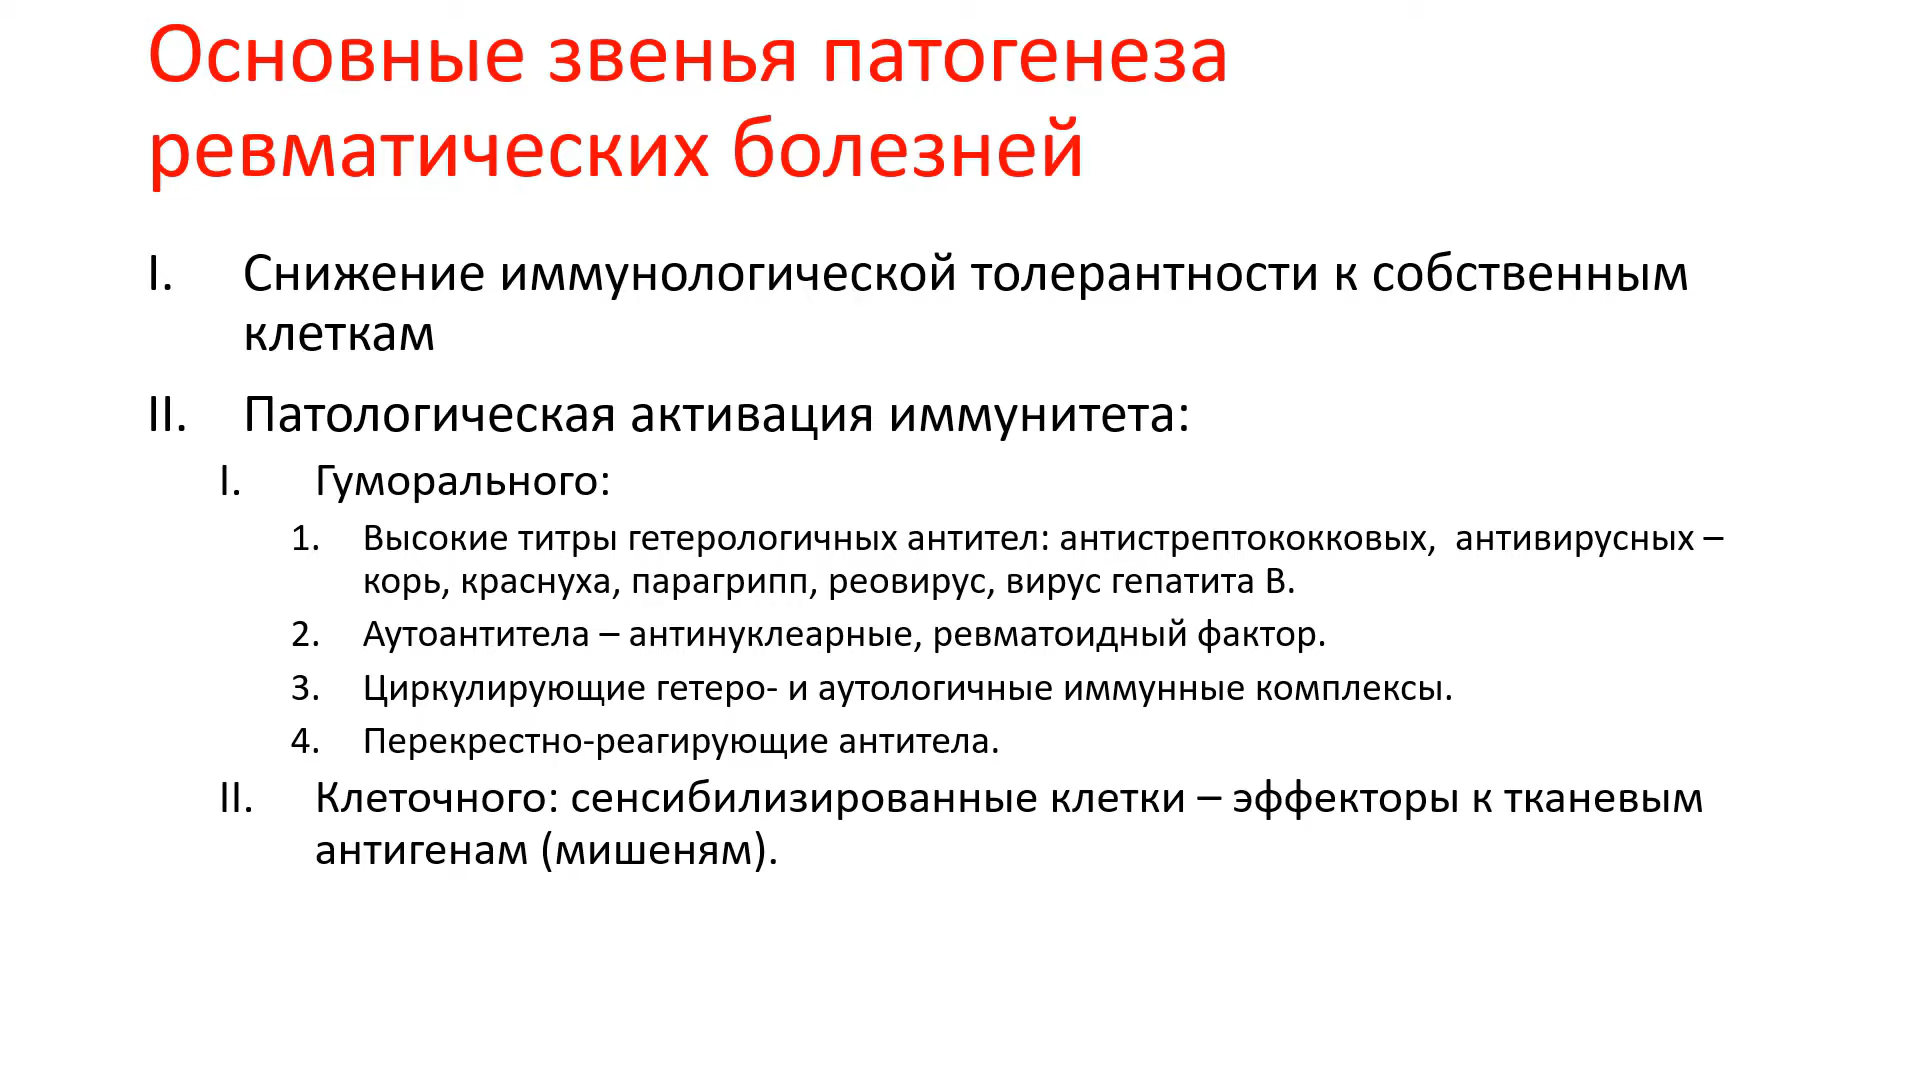 Основные звенья патогенеза
ревматических болезней
I. Снижение иммунологической толерантности к собственным
клеткам
II. Патологическая активация иммунитета:
I. Гуморального:
1. Высокие титры гетерологичных антител: антистрептококковых, антивирусных –
корь, краснуха, парагрипп, реовирус, вирус гепатита В.
2. Аутоантитела – антинуклеарные, ревматоидный фактор.
3. Циркулирующие гетеро- и аутологичные иммунные комплексы.
4. Перекрестно-реагирующие антитела.
II. Клеточного: сенсибилизированные клетки – эффекторы к тканевым
антигенам (мишеням).